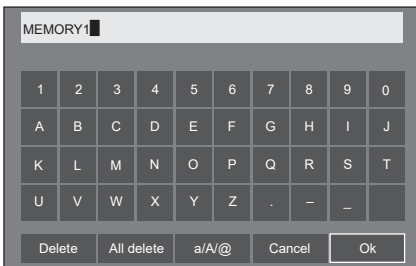 MEMORY1
1 2 3 4 5 6 7 8 9 0
A B C D E F G H I J
K L M N O P Q R S T
U V W X Y Z . – _
Delete All delete a/A/@ Cancel Ok